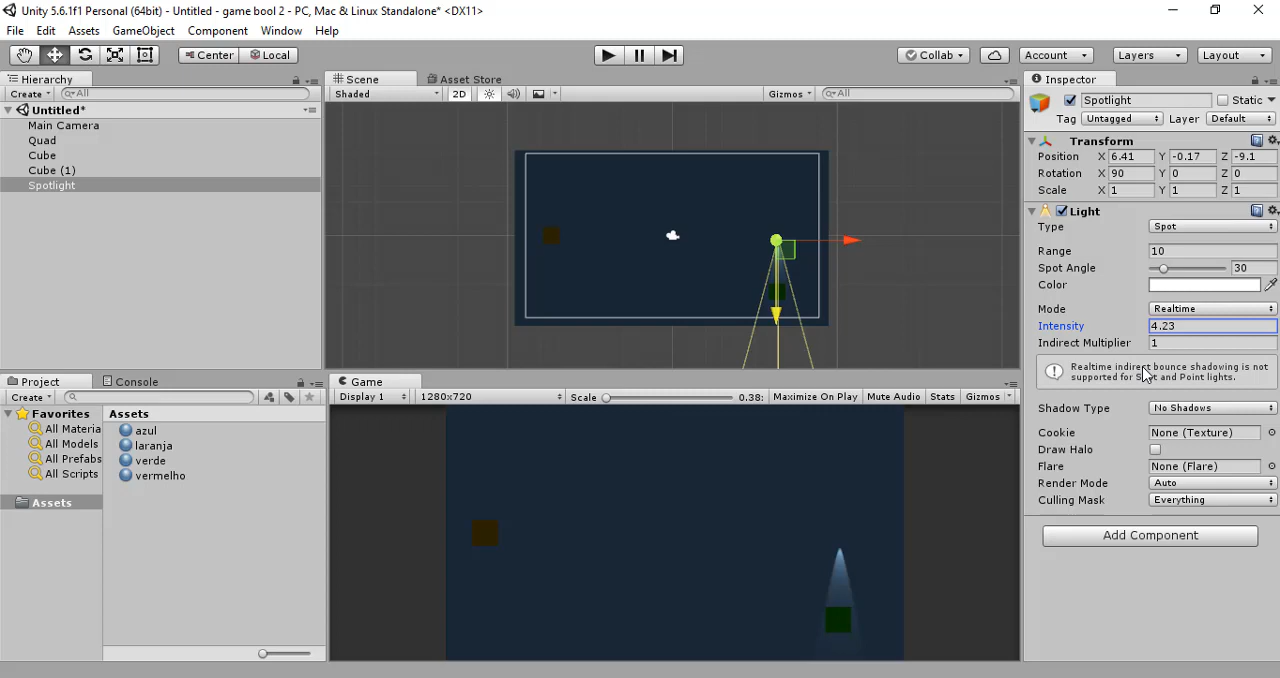 Unity 5.6.1f1 Personal (64bit) - Untitled - game bool 2 - PC, Mac & Linux Standalone* <DX11>
File Edit Assets GameObject Component Window Help
Center Local Collab Account Layers Layout
Hierarchy
Create All
Untitled*
Main Camera
Quad
Cube
Cube (1)
Spotlight
Scene Asset Store
Shaded 2D Gizmos All
Project Console
Create
Favorites
All Materia
All Models
All Prefabs
All Scripts
Assets
Assets
azul
laranja
verde
vermelho
Game
Display 1 1280x720 Scale 0.38: Maximize On Play Mute Audio Stats Gizmos
Inspector
Spotlight Static
Tag Untagged Layer Default
Transform
Position X 6.41 Y -0.17 Z -9.1
Rotation X 90 Y 0 Z 0
Scale X 1 Y 1 Z 1
Light
Type Spot
Range 10
Spot Angle 30
Color
Mode Realtime
Intensity 4.23
Indirect Multiplier 1
Realtime indirect bounce shadowing is not
supported for Spot and Point lights.
Shadow Type No Shadows
Cookie None (Texture)
Draw Halo
Flare None (Flare)
Render Mode Auto
Culling Mask Everything
Add Component